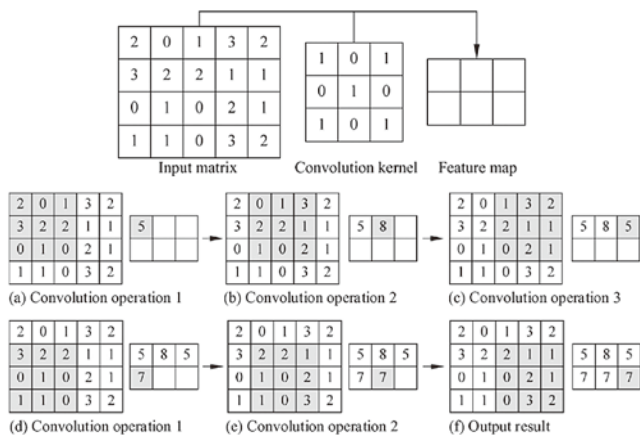 2 0 1 3 2
3 2 2 1 1
0 1 0 2 1
1 1 0 3 2
Input matrix
1 0 1
0 1 0
1 0 1
Convolution kernel
Feature map
2 0 1 3 2
3 2 2 1 1
0 1 0 2 1
1 1 0 3 2
5
(a) Convolution operation 1
2 0 1 3 2
3 2 2 1 1
0 1 0 2 1
1 1 0 3 2
5 8
(b) Convolution operation 2
2 0 1 3 2
3 2 2 1 1
0 1 0 2 1
1 1 0 3 2
5 8 5
(c) Convolution operation 3
2 0 1 3 2
3 2 2 1 1
0 1 0 2 1
1 1 0 3 2
5 8 5
7
(d) Convolution operation 1
2 0 1 3 2
3 2 2 1 1
0 1 0 2 1
1 1 0 3 2
5 8 5
7 7
(e) Convolution operation 2
2 0 1 3 2
3 2 2 1 1
0 1 0 2 1
1 1 0 3 2
5 8 5
7 7 7
(f) Output result